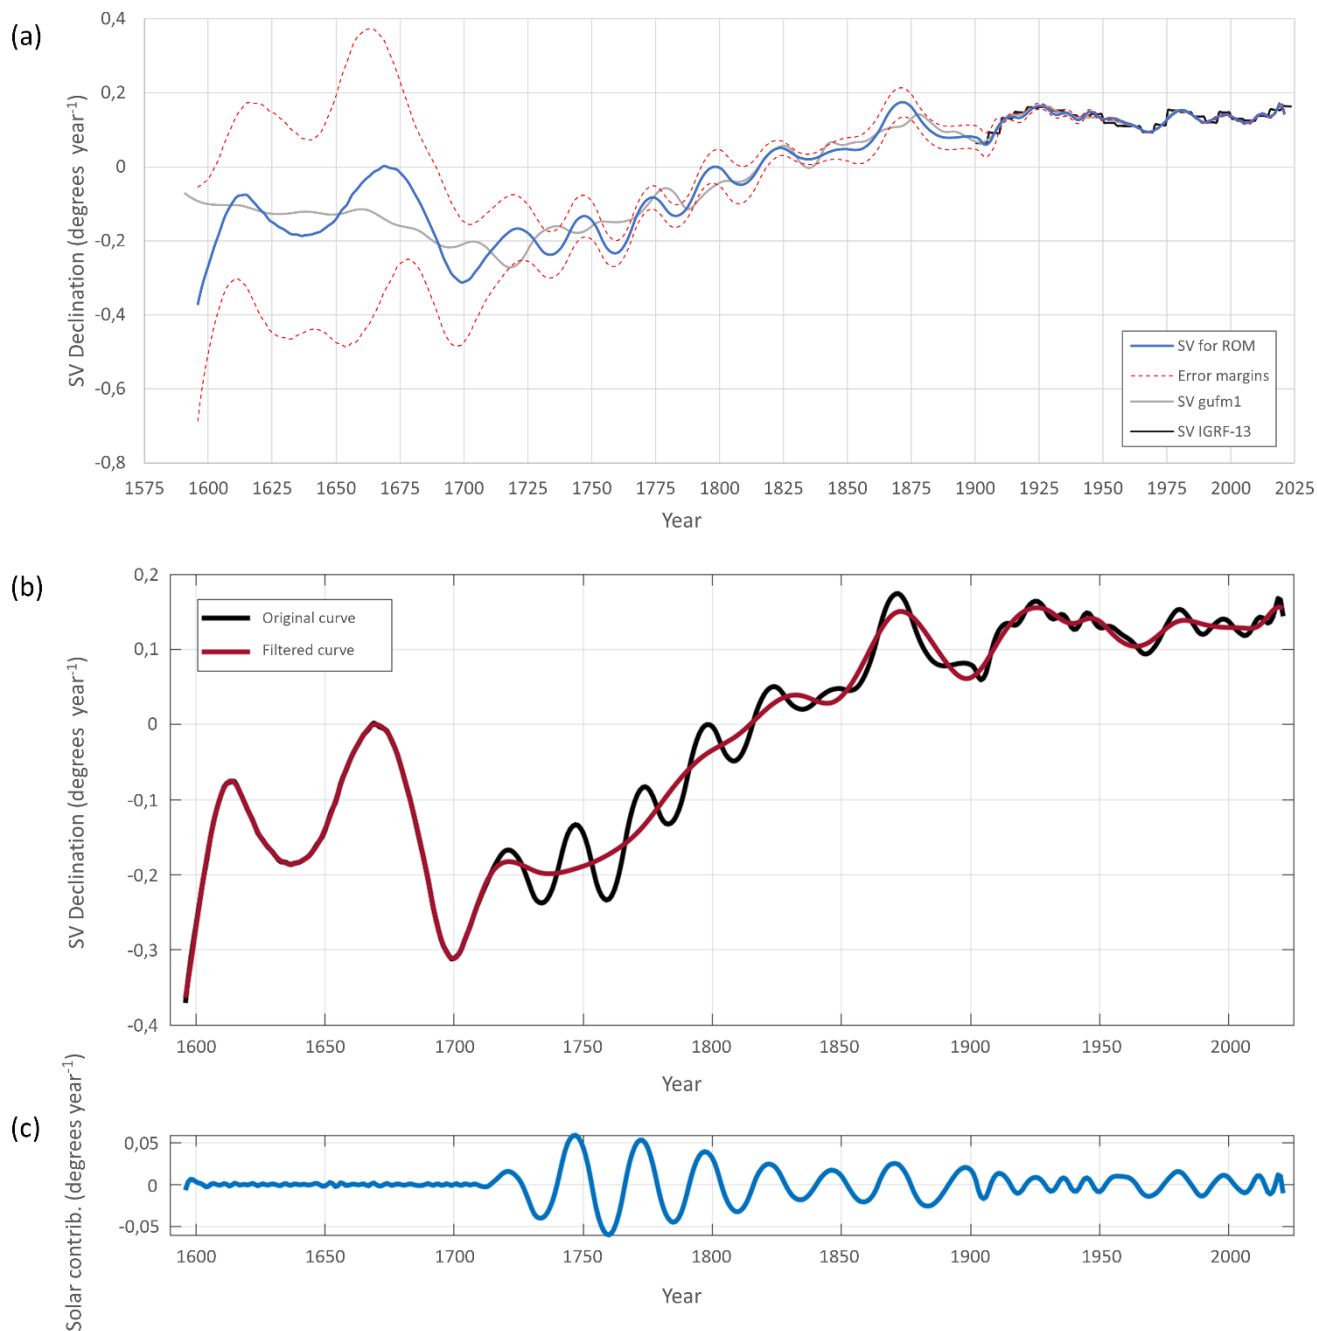 (a)
SV Declination (degrees year-1)
0,4
0,2
0
-0,2
-0,4
-0,6
-0,8
SV for ROM
Error margins
SV gufm1
SV IGRF-13
1575 1600 1625 1650 1675 1700 1725 1750 1775 1800 1825 1850 1875 1900 1925 1950 1975 2000 2025
Year
(b)
SV Declination (degrees year-1)
0,2
0,1
0
-0,1
-0,2
-0,3
-0,4
Original curve
Filtered curve
1600 1650 1700 1750 1800 1850 1900 1950 2000
Year
(c)
Solar contrib. (degrees year-1)
0,05
0
-0,05
1600 1650 1700 1750 1800 1850 1900 1950 2000
Year